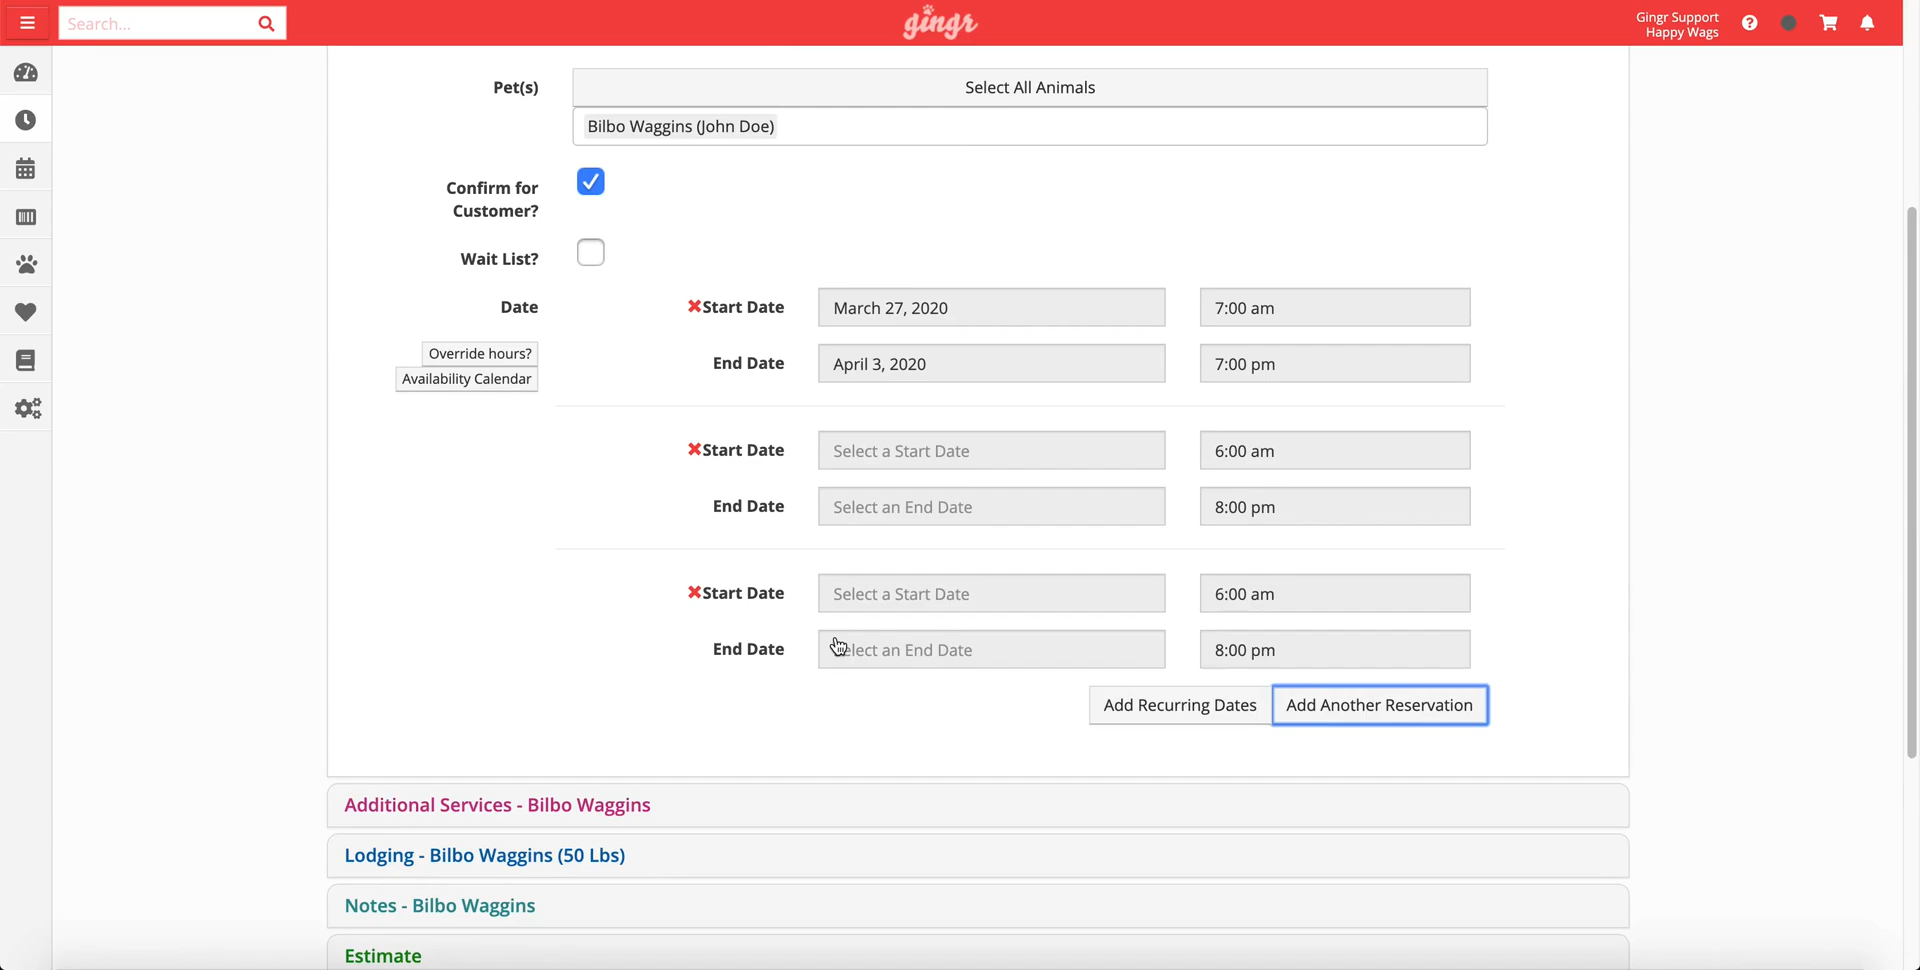 Search...
gingr
Gingr Support
Happy Wags
Pet(s)
Select All Animals
Bilbo Waggins (John Doe)
Confirm for
Customer?
Wait List?
Date
Start Date
March 27, 2020
7:00 am
Override hours?
End Date
April 3, 2020
7:00 pm
Availability Calendar
Start Date
Select a Start Date
6:00 am
End Date
Select an End Date
8:00 pm
Start Date
Select a Start Date
6:00 am
End Date
Select an End Date
8:00 pm
Add Recurring Dates
Add Another Reservation
Additional Services - Bilbo Waggins
Lodging - Bilbo Waggins (50 Lbs)
Notes - Bilbo Waggins
Estimate